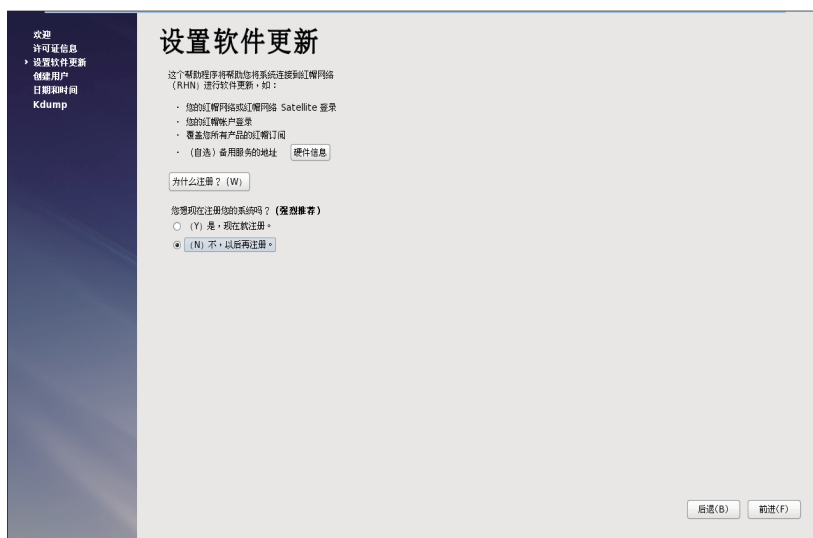 欢迎
许可证信息
设置软件更新
创建用户
日期和时间
Kdump
设置软件更新
这个帮助程序将帮助您将系统连接到红帽网络
（RHN）进行软件更新，如：
· 您的红帽网络或红帽网络 Satellite 登录
· 您的红帽帐户登录
· 覆盖您所有产品的红帽订阅
· （自选）备用服务的地址 硬件信息
为什么注册？（W）
您想现在注册您的系统吗？（强烈推荐）
（Y）是，现在就注册。
（N）不，以后再注册。
后退(B) 前进(F)